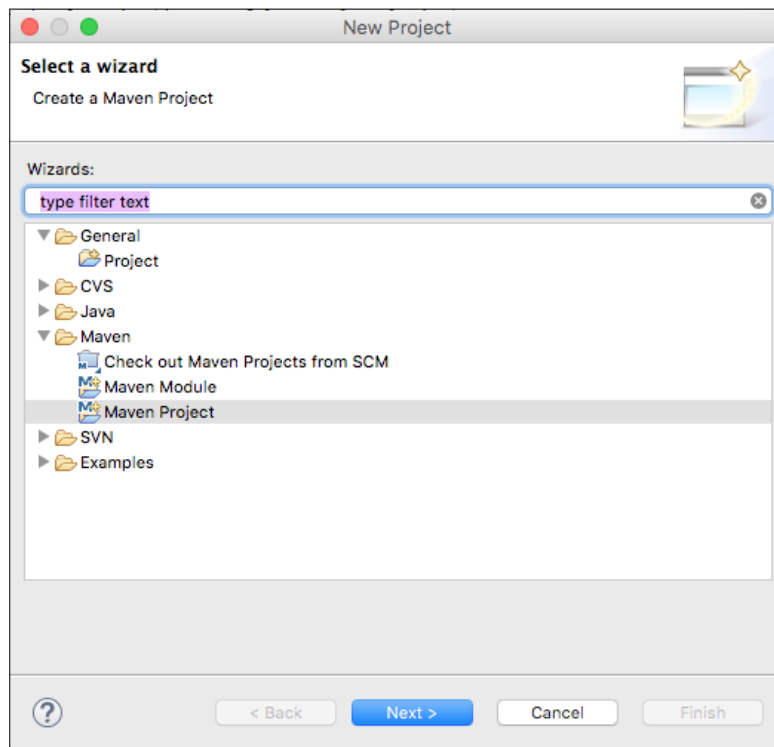 New Project
Select a wizard
Create a Maven Project
Wizards:
type filter text
General
Project
CVS
Java
Maven
Check out Maven Projects from SCM
Maven Module
Maven Project
SVN
Examples
?
< Back
Next >
Cancel
Finish